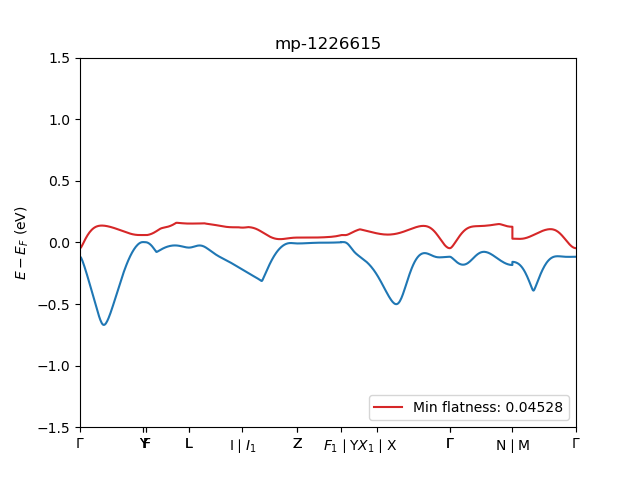 mp-1226615
E − E_F (eV)
1.5
1.0
0.5
0.0
−0.5
−1.0
−1.5
Min flatness: 0.04528
Γ Y F L I | I_1 Z F_1 | Y X_1 | X Γ N | M Γ